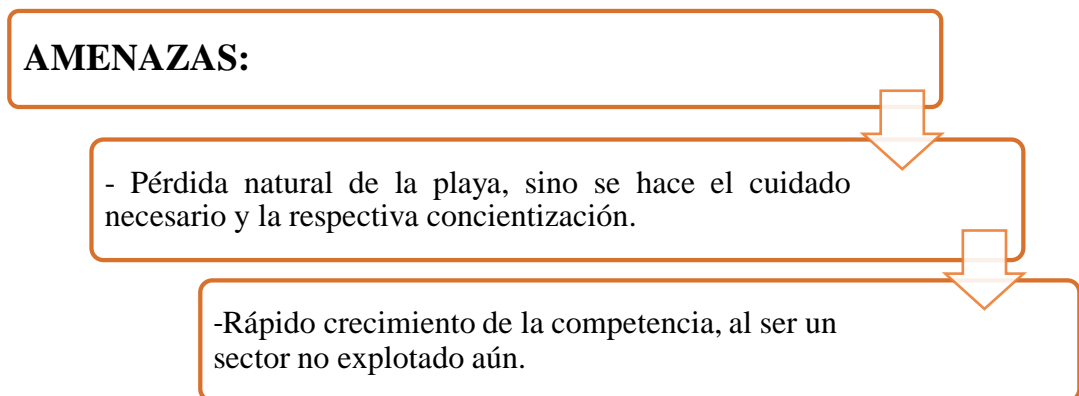 AMENAZAS:
- Pérdida natural de la playa, sino se hace el cuidado
necesario y la respectiva concientización.
-Rápido crecimiento de la competencia, al ser un
sector no explotado aún.